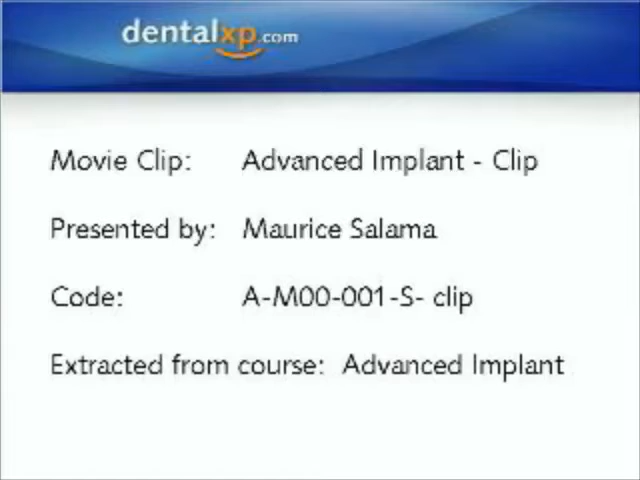 dentalxp.com
Movie Clip: Advanced Implant - Clip
Presented by: Maurice Salama
Code: A-M00-001-S- clip
Extracted from course: Advanced Implant